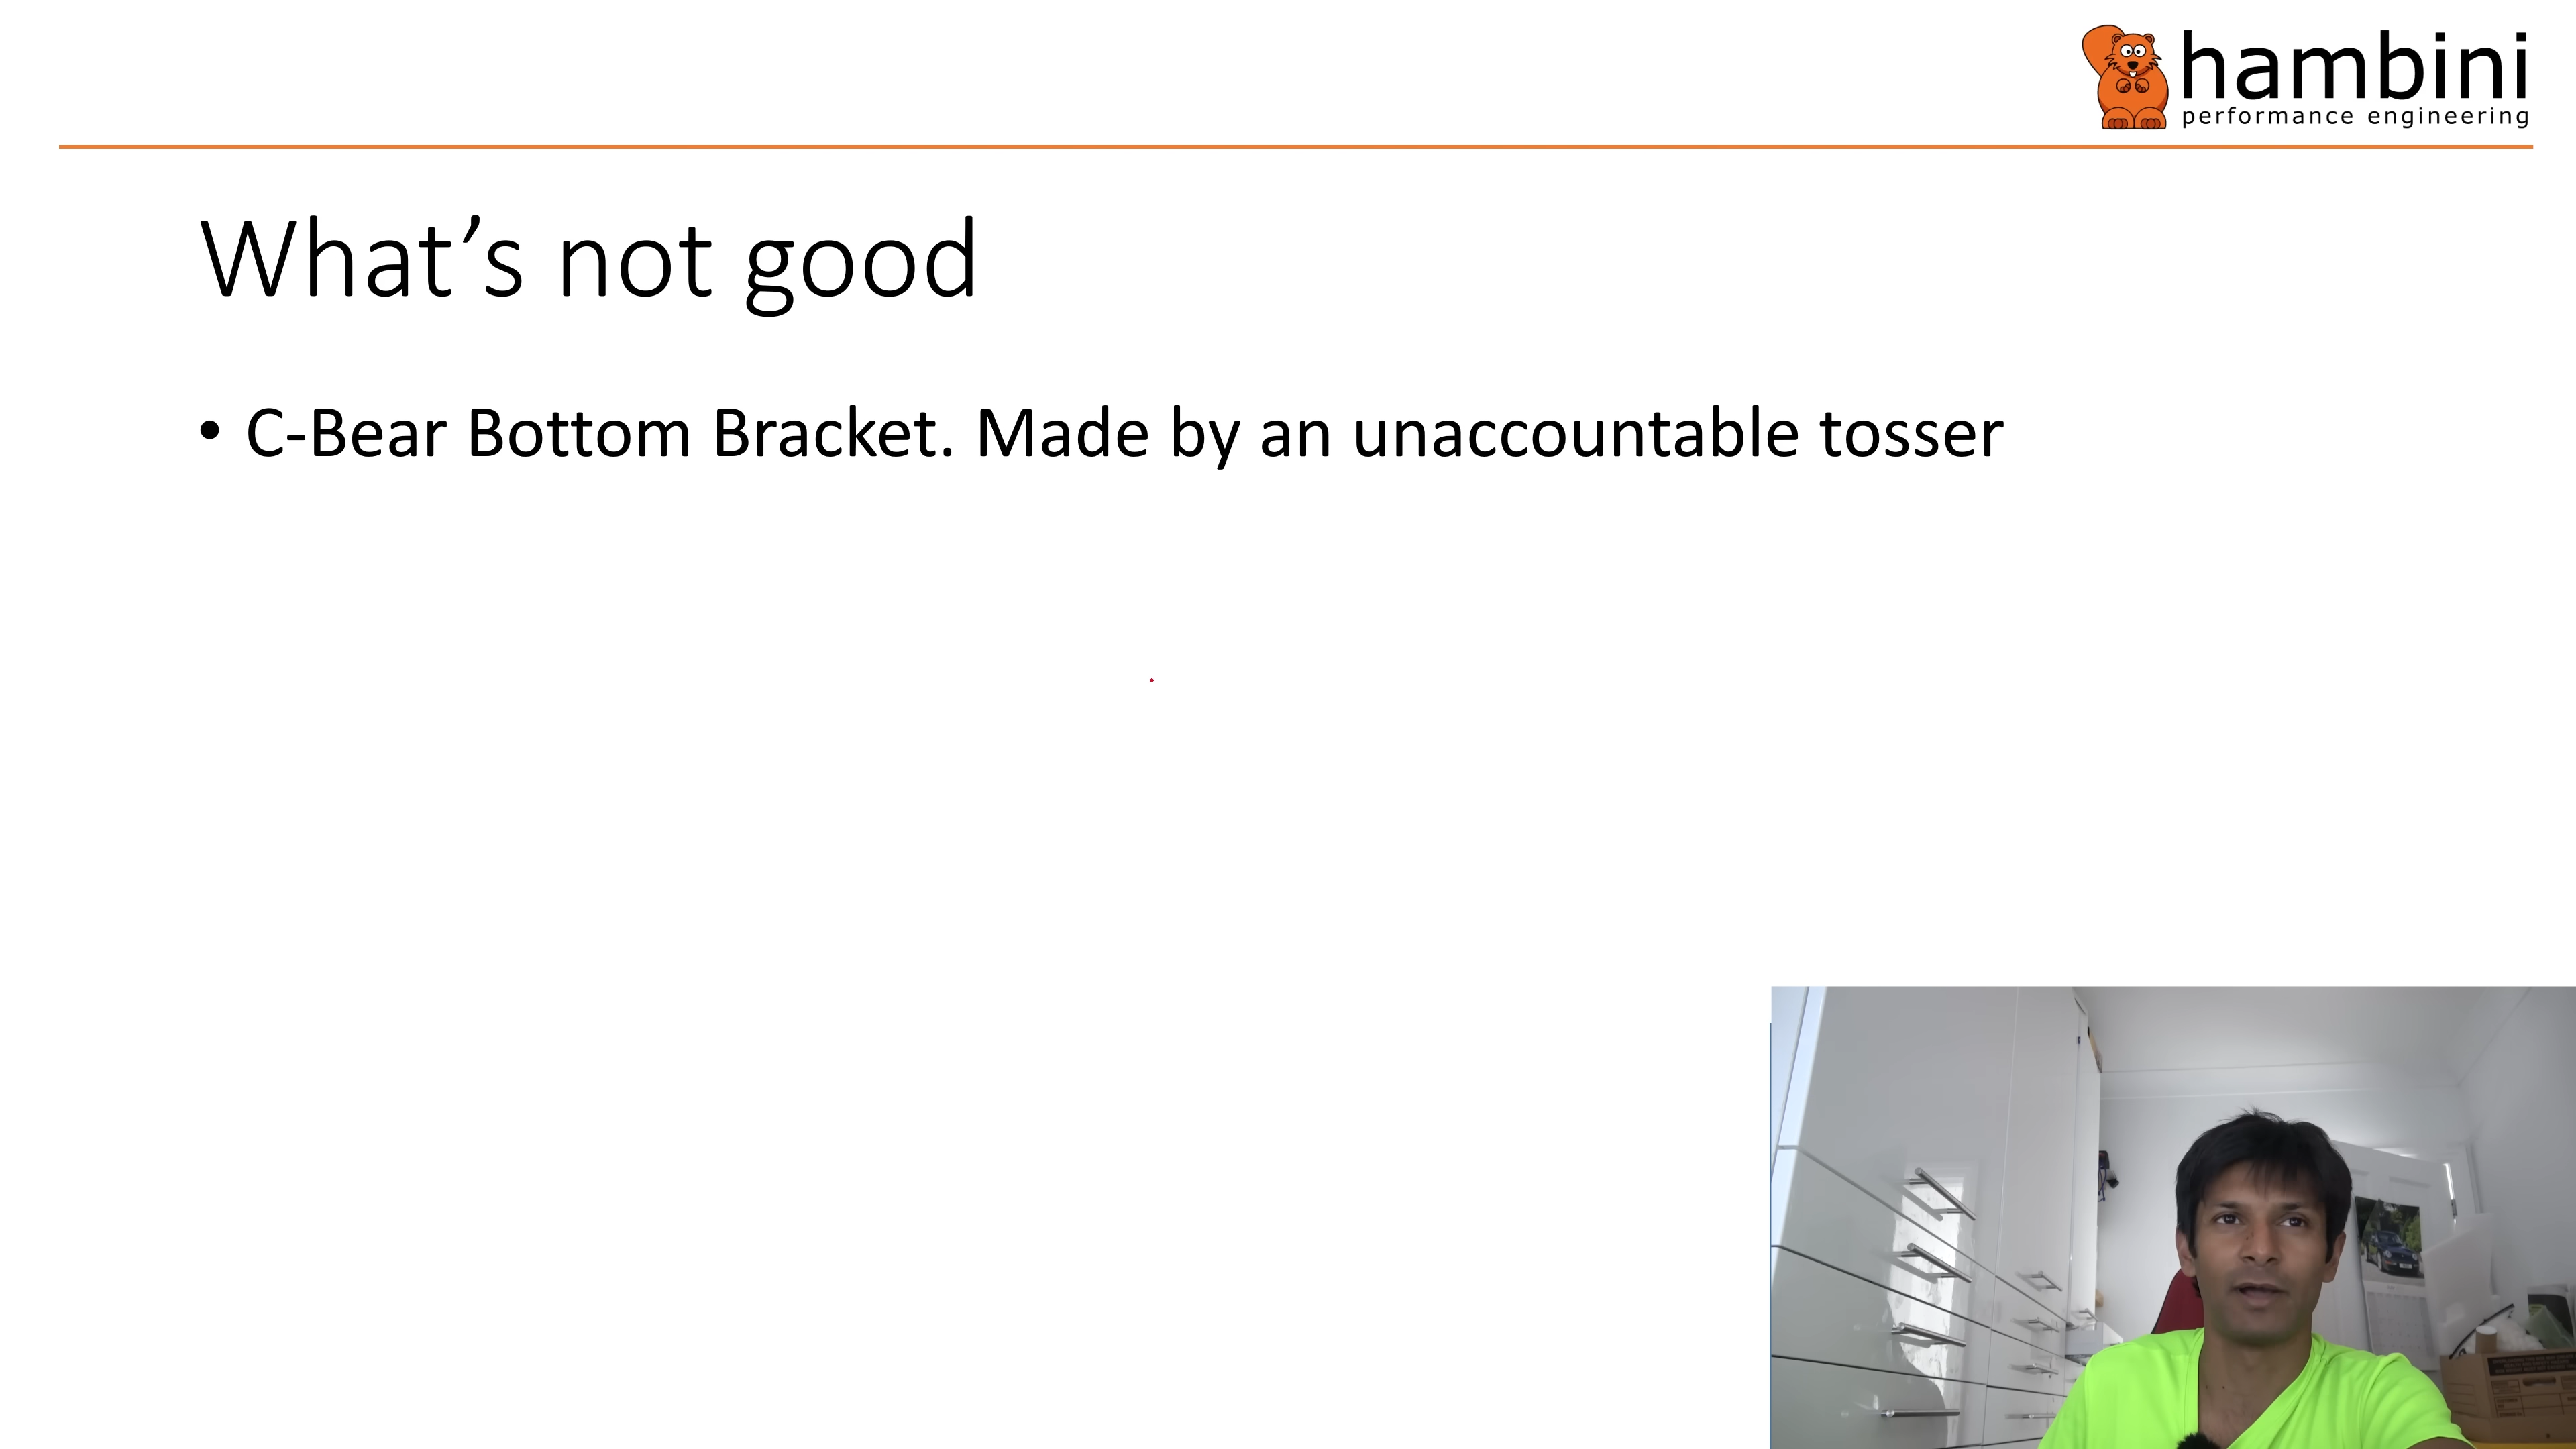 hambini
performance engineering
What’s not good
• C-Bear Bottom Bracket. Made by an unaccountable tosser